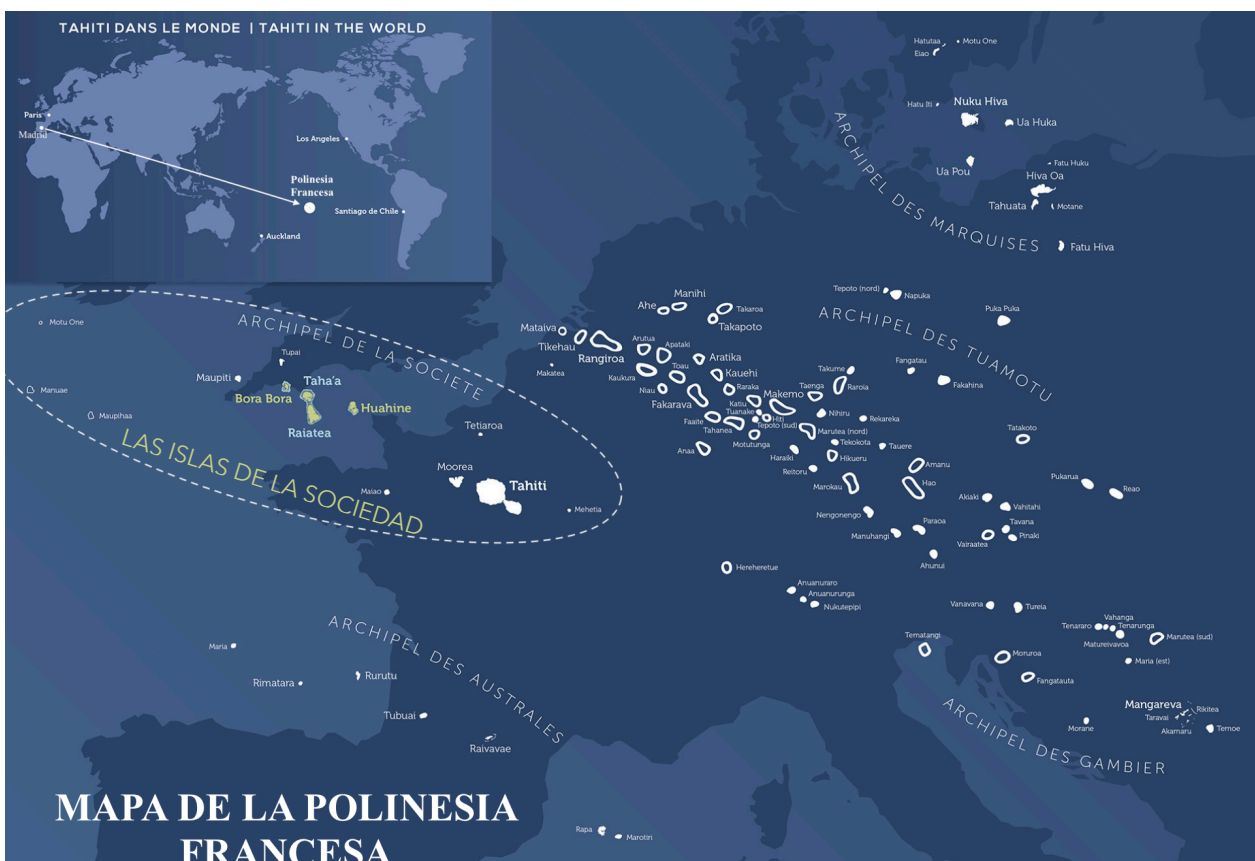 TAHITI DANS LE MONDE | TAHITI IN THE WORLD
Paris
Madrid
Los Angeles
Polinesia
Francesa
Santiago de Chile
Auckland
Hatutaa
Motu One
Eiao
Hatu Iti
Nuku Hiva
Ua Huka
Ua Pou
Fatu Huku
Hiva Oa
Tahuata
Motane
Fatu Hiva
ARCHIPEL DES MARQUISES
Motu One
Manuae
Maupihaa
Maupiti
Tupai
Bora Bora
Taha'a
Raiatea
Huahine
ARCHIPEL DE LA SOCIETE
LAS ISLAS DE LA SOCIEDAD
Tetiaroa
Moorea
Tahiti
Maiao
Mehetia
Mataiva
Tikehau
Rangiroa
Makatea
Ahe
Manihi
Takaroa
Takapoto
Arutua
Apataki
Kaukura
Toau
Niau
Aratika
Kauehi
Raraka
Fakarava
Katiu
Makemo
Taenga
Takume
Raroia
Faaite
Tuanake
Hiti
Tepoto (sud)
Tahanea
Motutunga
Anaa
Nihiru
Marutea (nord)
Rekareka
Tekokota
Tauere
Haraiki
Hikueru
Reitoru
Marokau
Amanu
Hao
Nengonengo
Manuhangi
Paraoa
Ahunui
Tepoto (nord)
Napuka
Puka Puka
ARCHIPEL DES TUAMOTU
Fangatau
Fakahina
Tatakoto
Pukarua
Reao
Akiaki
Vahitahi
Tavana
Vairaatea
Pinaki
Hereheretue
Anuanuraro
Anuanurunga
Nukutepipi
Vanavana
Tureia
Vahanga
Tenararo
Tenarunga
Matureivavoa
Marutea (sud)
Maria (est)
Tematangi
Moruroa
Fangatauta
Mangareva
Rikitea
Taravai
Akamaru
Morane
Temoe
ARCHIPEL DES GAMBIER
ARCHIPEL DES AUSTRALES
Maria
Rimatara
Rurutu
Tubuai
Raivavae
Rapa
Marotiri
MAPA DE LA POLINESIA
FRANCESA